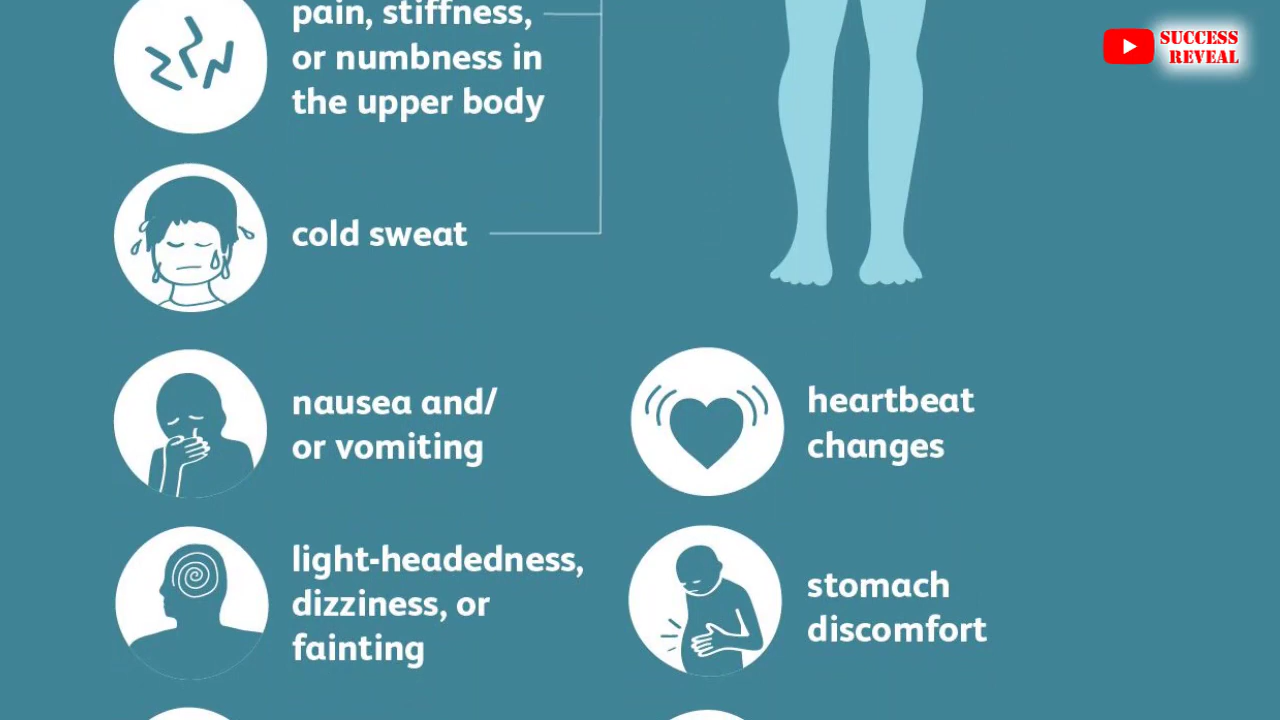 pain, stiffness,
or numbness in
the upper body
cold sweat
nausea and/
or vomiting
light-headedness,
dizziness, or
fainting
heartbeat
changes
stomach
discomfort
SUCCESS
REVEAL